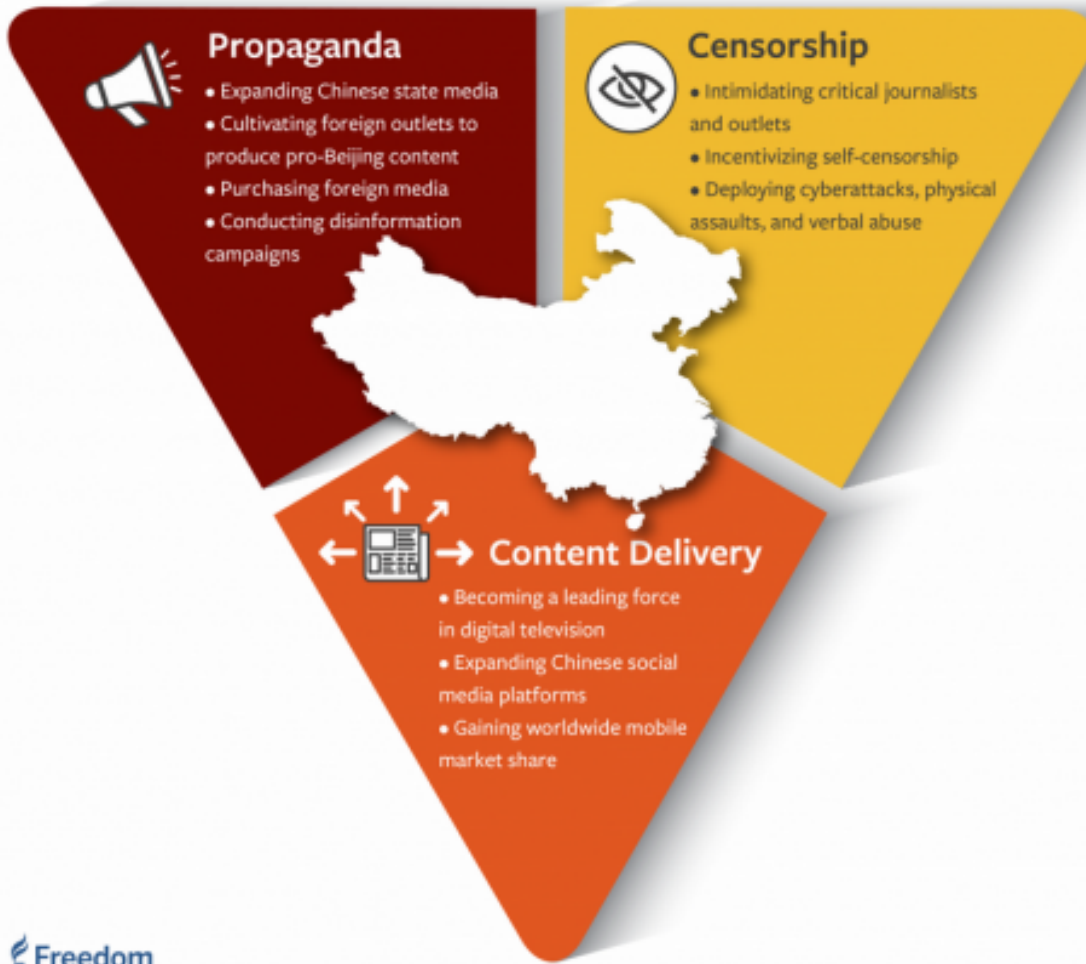 Propaganda
• Expanding Chinese state media
• Cultivating foreign outlets to
produce pro-Beijing content
• Purchasing foreign media
• Conducting disinformation
campaigns
Censorship
• Intimidating critical journalists
and outlets
• Incentivizing self-censorship
• Deploying cyberattacks, physical
assaults, and verbal abuse
Content Delivery
• Becoming a leading force
in digital television
• Expanding Chinese social
media platforms
• Gaining worldwide mobile
market share
Freedom